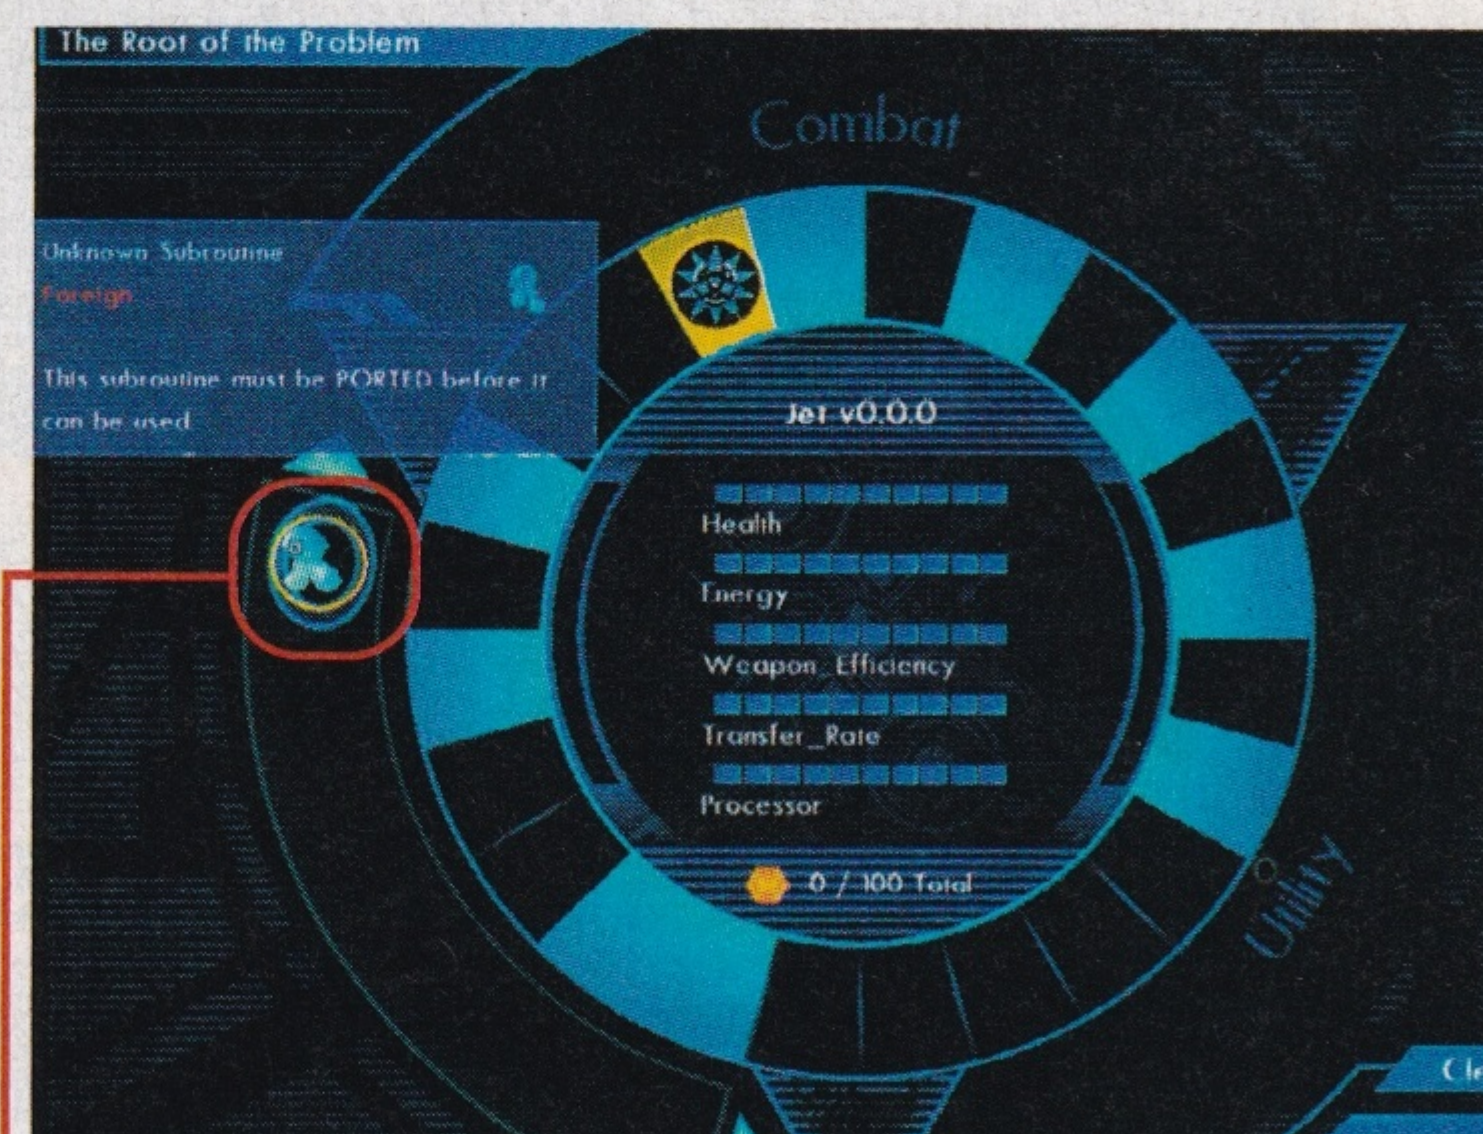 The Root of the Problem
Combat
Unknown Subroutine
Foreign
This subroutine must be PORTED before it
can be used
Jet v0.0.0
Health
Energy
Weapon_Efficiency
Transfer_Rate
Processor
0 / 100 Total
Utility